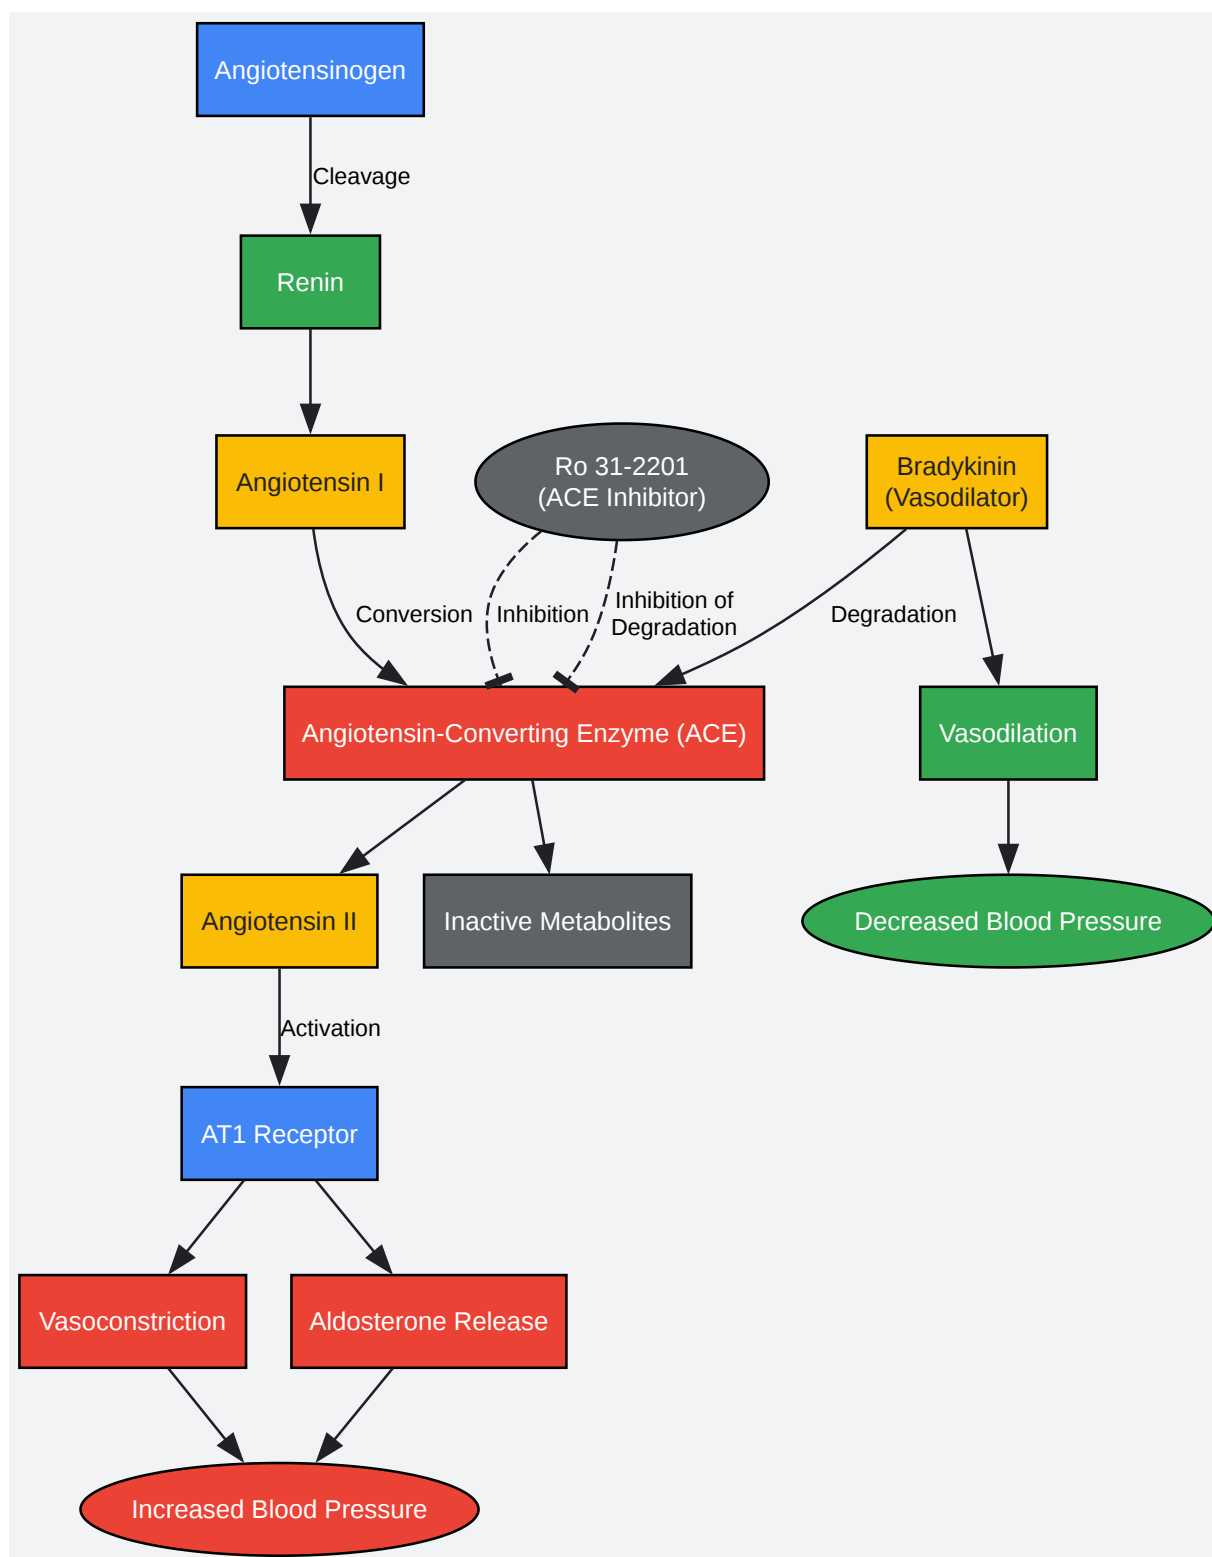 Angiotensinogen
Cleavage
Renin
Angiotensin I
Ro 31-2201
(ACE Inhibitor)
Bradykinin
(Vasodilator)
Conversion
Inhibition
Inhibition of
Degradation
Degradation
Angiotensin-Converting Enzyme (ACE)
Vasodilation
Angiotensin II
Inactive Metabolites
Decreased Blood Pressure
Activation
AT1 Receptor
Vasoconstriction
Aldosterone Release
Increased Blood Pressure